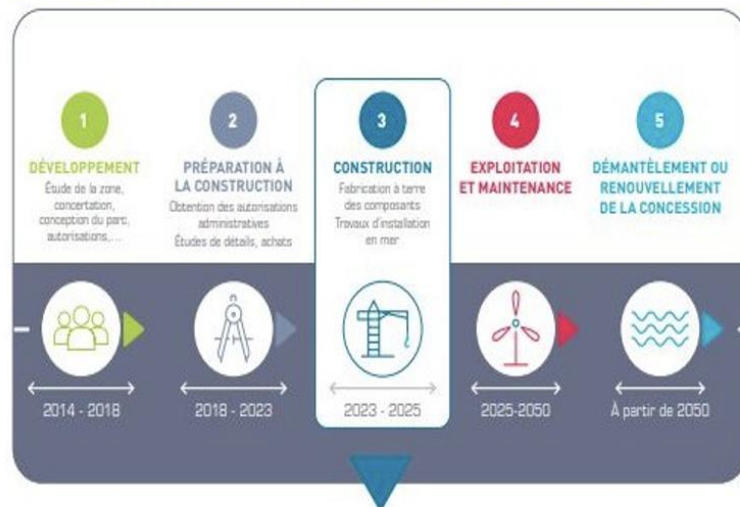 1
DÉVELOPPEMENT
Étude de la zone,
concertation,
conception du parc,
autorisations,...
2014 - 2018
2
PRÉPARATION À
LA CONSTRUCTION
Obtention des autorisations
administratives
Études de détails, achats
2018 - 2023
3
CONSTRUCTION
Fabrication à terre
des composants
Travaux d'installation
en mer
2023 - 2025
4
EXPLOITATION
ET MAINTENANCE
2025-2050
5
DÉMANTÈLEMENT OU
RENOUVELLEMENT
DE LA CONCESSION
À partir de 2050